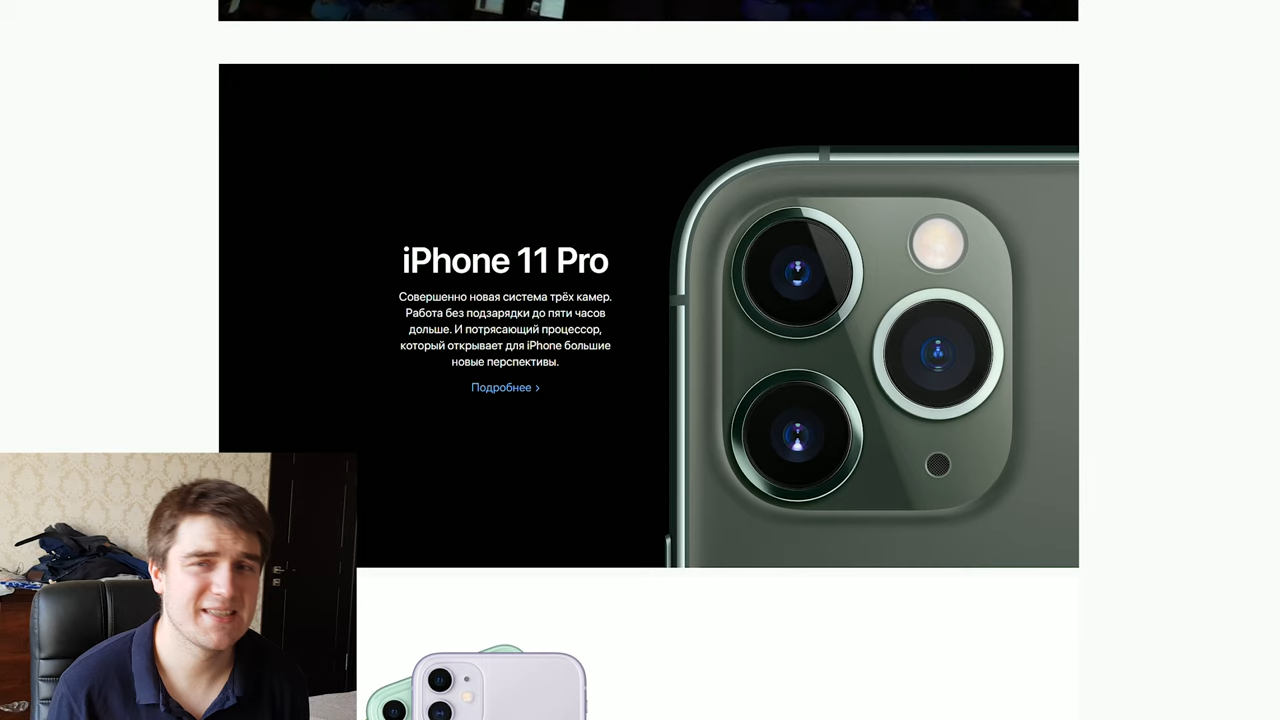 iPhone 11 Pro
Совершенно новая система трёх камер.
Работа без подзарядки до пяти часов
дольше. И потрясающий процессор,
который открывает для iPhone большие
новые перспективы.
Подробнее ›